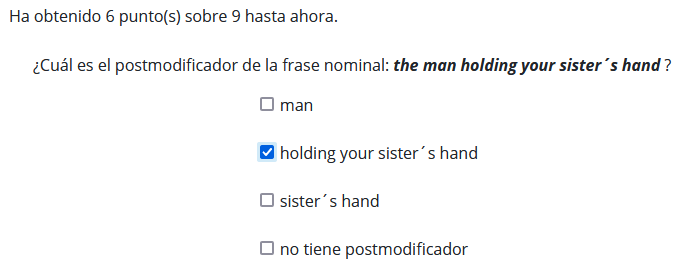 Ha obtenido 6 punto(s) sobre 9 hasta ahora.
¿Cuál es el postmodificador de la frase nominal: the man holding your sister´s hand ?
man
holding your sister´s hand
sister´s hand
no tiene postmodificador